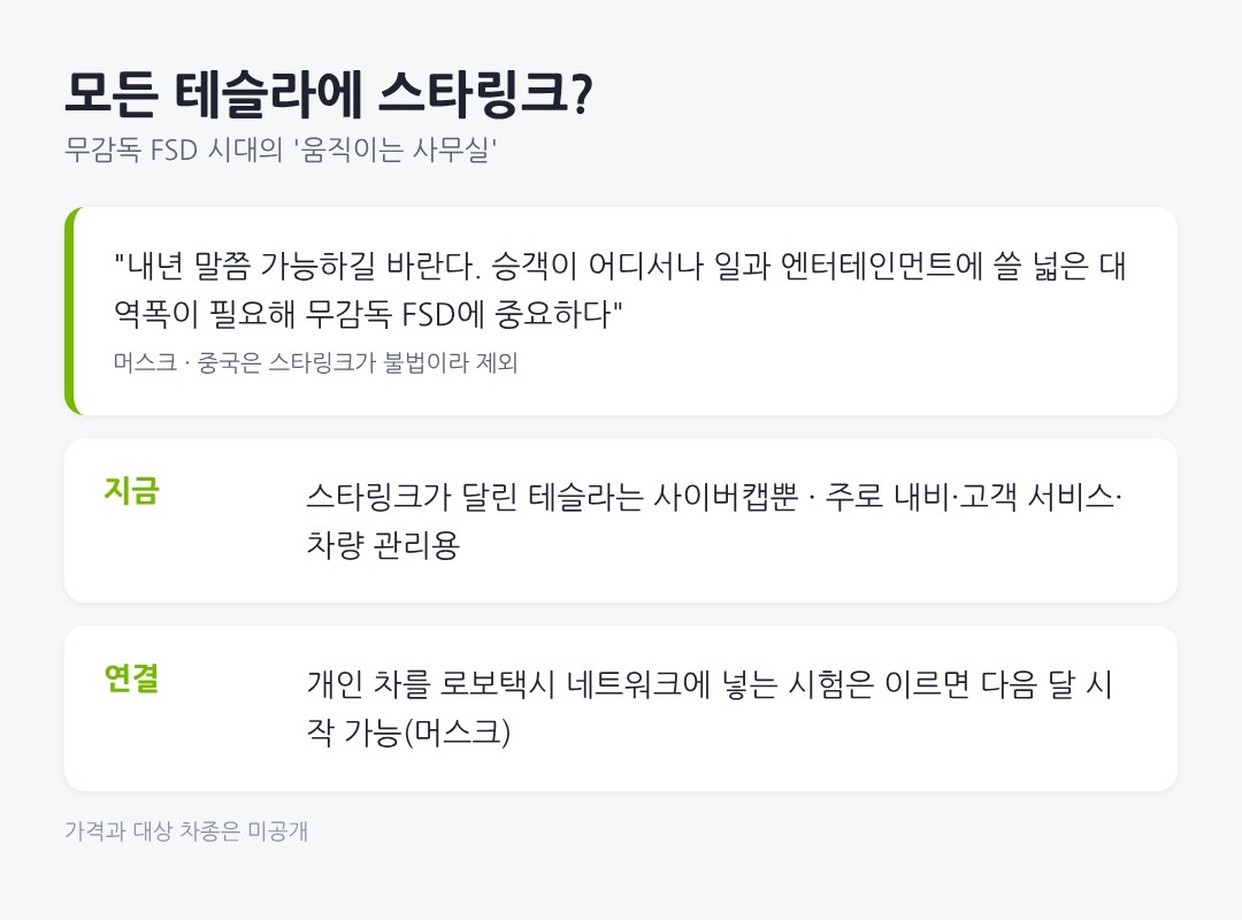 모든 테슬라에 스타링크?
무감독 FSD 시대의 '움직이는 사무실'
"내년 말쯤 가능하길 바란다. 승객이 어디서나 일과 엔터테인먼트에 쓸 넓은 대
역폭이 필요해 무감독 FSD에 중요하다"
머스크 · 중국은 스타링크가 불법이라 제외
지금
스타링크가 달린 테슬라는 사이버캡뿐 · 주로 내비·고객 서비스·
차량 관리용
연결
개인 차를 로보택시 네트워크에 넣는 시험은 이르면 다음 달 시
작 가능(머스크)
가격과 대상 차종은 미공개